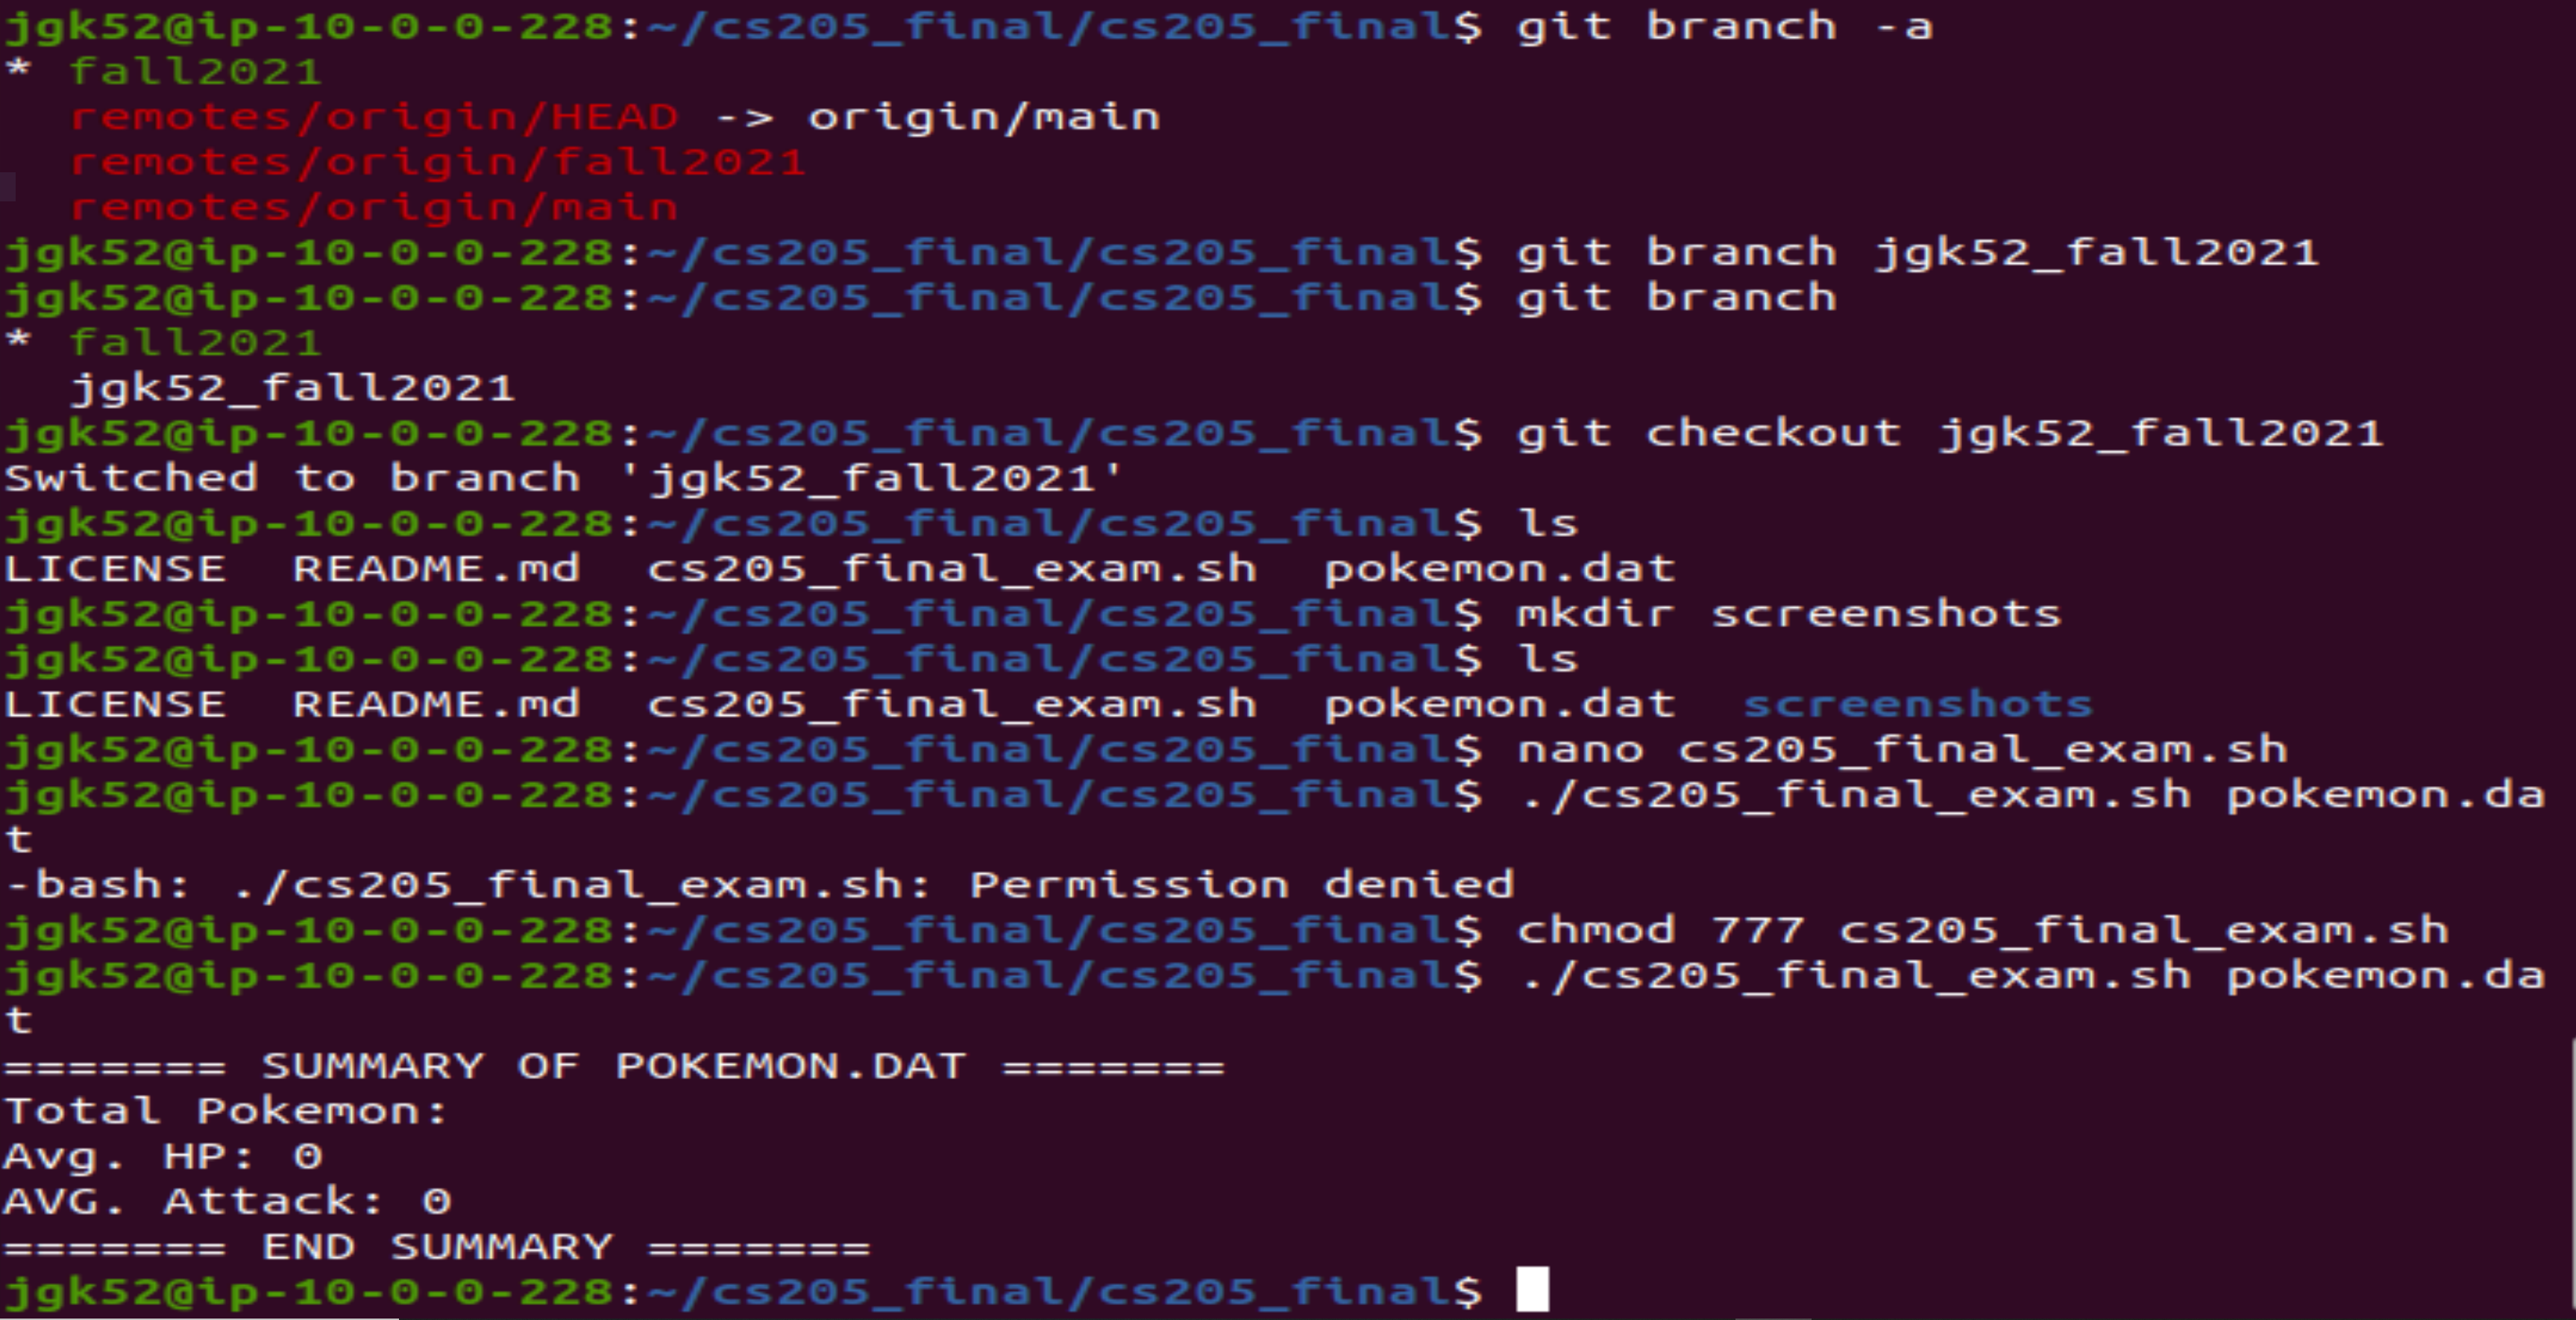 jgk52@ip-10-0-0-228:~/cs205_final/cs205_final$ git branch -a
* fall2021
  remotes/origin/HEAD -> origin/main
  remotes/origin/fall2021
  remotes/origin/main
jgk52@ip-10-0-0-228:~/cs205_final/cs205_final$ git branch jgk52_fall2021
jgk52@ip-10-0-0-228:~/cs205_final/cs205_final$ git branch
* fall2021
  jgk52_fall2021
jgk52@ip-10-0-0-228:~/cs205_final/cs205_final$ git checkout jgk52_fall2021
Switched to branch 'jgk52_fall2021'
jgk52@ip-10-0-0-228:~/cs205_final/cs205_final$ ls
LICENSE  README.md  cs205_final_exam.sh  pokemon.dat
jgk52@ip-10-0-0-228:~/cs205_final/cs205_final$ mkdir screenshots
jgk52@ip-10-0-0-228:~/cs205_final/cs205_final$ ls
LICENSE  README.md  cs205_final_exam.sh  pokemon.dat  screenshots
jgk52@ip-10-0-0-228:~/cs205_final/cs205_final$ nano cs205_final_exam.sh
jgk52@ip-10-0-0-228:~/cs205_final/cs205_final$ ./cs205_final_exam.sh pokemon.da
t
-bash: ./cs205_final_exam.sh: Permission denied
jgk52@ip-10-0-0-228:~/cs205_final/cs205_final$ chmod 777 cs205_final_exam.sh
jgk52@ip-10-0-0-228:~/cs205_final/cs205_final$ ./cs205_final_exam.sh pokemon.da
t
======= SUMMARY OF POKEMON.DAT =======
Total Pokemon:
Avg. HP: 0
AVG. Attack: 0
======= END SUMMARY =======
jgk52@ip-10-0-0-228:~/cs205_final/cs205_final$